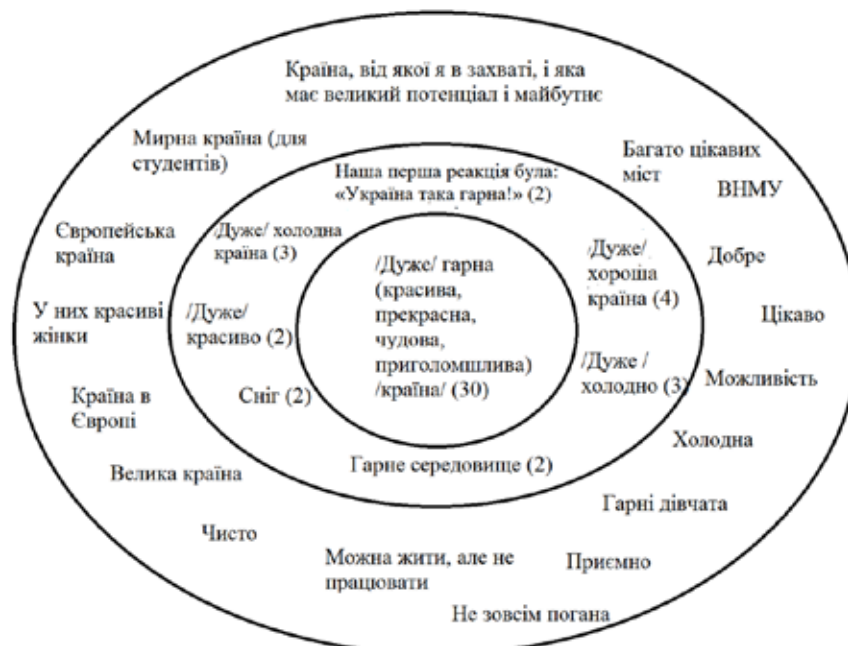 Країна, від якої я в захваті, і яка
має великий потенціал і майбутнє
Мирна країна (для
студентів)
Багато цікавих
міст
ВНМУ
Наша перша реакція була:
«Україна така гарна!» (2)
Європейська
країна
/Дуже/ холодна
країна (3)
/Дуже/
хороша
країна (4)
Добре
/Дуже/ гарна
(красива,
прекрасна,
чудова,
приголомшлива)
/країна/ (30)
У них красиві
жінки
/Дуже/
красиво (2)
Цікаво
/Дуже /
холодно (3)
Можливість
Країна в
Європі
Сніг (2)
Холодна
Гарне середовище (2)
Велика країна
Гарні дівчата
Чисто
Можна жити, але не
працювати
Приємно
Не зовсім погана